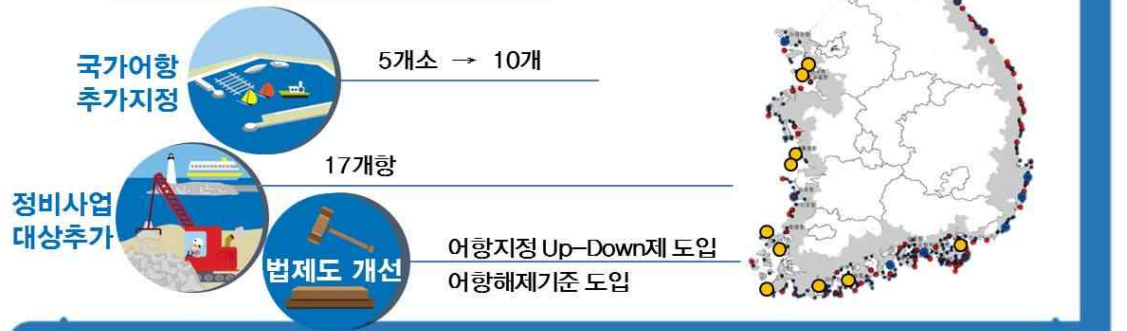 국가어항
추가지정
5개소 → 10개
17개항
정비사업
대상추가
법제도 개선
어항지정 Up-Down제 도입
어항해제기준 도입